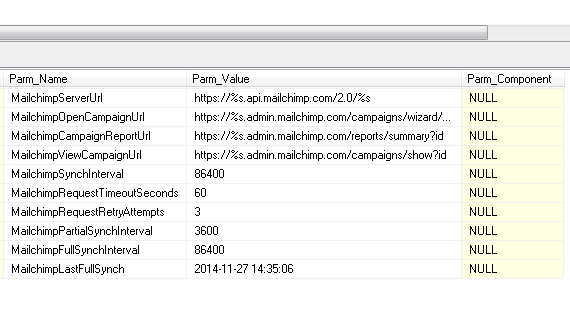 Parm_Name Parm_Value Parm_Component
MailchimpServerUrl https://%s.api.mailchimp.com/2.0/%s NULL
MailchimpOpenCampaignUrl https://%s.admin.mailchimp.com/campaigns/wizard/... NULL
MailchimpCampaignReportUrl https://%s.admin.mailchimp.com/reports/summary?id NULL
MailchimpViewCampaignUrl https://%s.admin.mailchimp.com/campaigns/show?id NULL
MailchimpSynchInterval 86400 NULL
MailchimpRequestTimeoutSeconds 60 NULL
MailchimpRequestRetryAttempts 3 NULL
MailchimpPartialSynchInterval 3600 NULL
MailchimpFullSynchInterval 86400 NULL
MailchimpLastFullSynch 2014-11-27 14:35:06 NULL